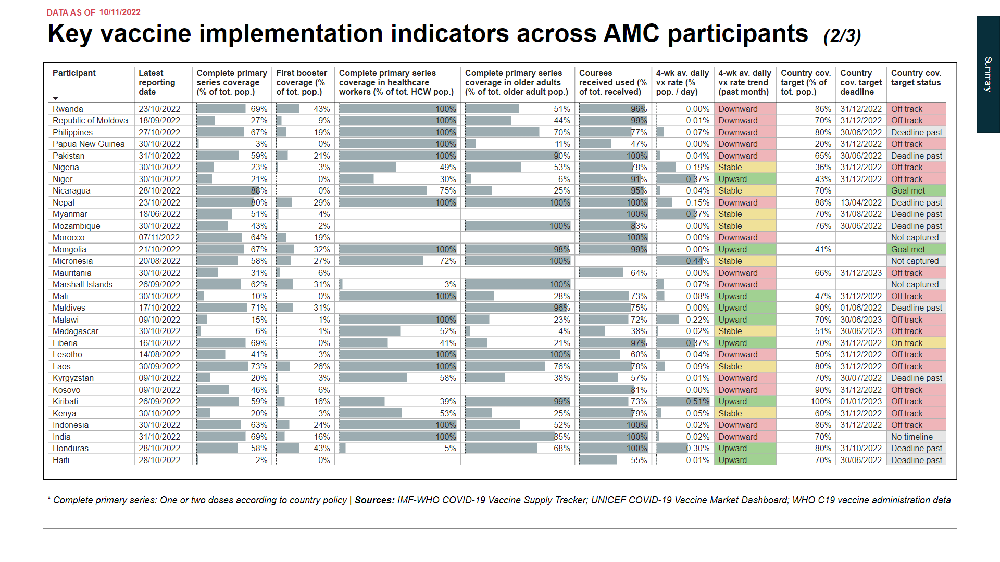 DATA AS OF 10/11/2022
Key vaccine implementation indicators across AMC participants (2/3)
Summary
Participant Latest reporting date Complete primary series coverage (% of tot. pop.) First booster coverage (% of tot. pop.) Complete primary series coverage in healthcare workers (% of tot. HCW pop.) Complete primary series coverage in older adults (% of tot. older adult pop.) Courses received used (% of tot. received) 4-wk av. daily vx rate (% pop. / day) 4-wk av. daily vx rate trend (past month) Country cov. target (% of tot. pop.) Country cov. target deadline Country cov. target status
Rwanda 23/10/2022 69% 43% 100% 51% 96% 0.00% Downward 86% 31/12/2022 Off track
Republic of Moldova 18/09/2022 27% 9% 100% 44% 99% 0.01% Downward 70% 31/12/2022 Off track
Philippines 27/10/2022 67% 19% 100% 70% 77% 0.07% Downward 80% 30/06/2022 Deadline past
Papua New Guinea 30/10/2022 3% 0% 100% 11% 47% 0.00% Downward 20% 31/12/2022 Off track
Pakistan 31/10/2022 59% 21% 100% 90% 100% 0.04% Downward 65% 30/06/2022 Deadline past
Nigeria 30/10/2022 23% 3% 49% 53% 78% 0.19% Stable 36% 31/12/2022 Off track
Niger 30/10/2022 21% 0% 30% 6% 91% 0.37% Upward 43% 31/12/2022 Off track
Nicaragua 28/10/2022 88% 0% 75% 25% 95% 0.04% Stable 70% Goal met
Nepal 23/10/2022 80% 29% 100% 100% 100% 0.15% Downward 88% 13/04/2022 Deadline past
Myanmar 18/06/2022 51% 4% 100% 0.37% Stable 70% 31/08/2022 Deadline past
Mozambique 30/10/2022 43% 2% 100% 83% 0.00% Stable 76% 30/06/2022 Deadline past
Morocco 07/11/2022 64% 19% 100% 0.00% Downward Not captured
Mongolia 21/10/2022 67% 32% 100% 98% 99% 0.00% Upward 41% Goal met
Micronesia 20/08/2022 58% 27% 72% 100% 0.44% Stable Not captured
Mauritania 30/10/2022 31% 6% 64% 0.00% Downward 66% 31/12/2023 Off track
Marshall Islands 26/09/2022 62% 31% 3% 100% 0.07% Downward Not captured
Mali 30/10/2022 10% 0% 100% 28% 73% 0.08% Upward 47% 31/12/2022 Off track
Maldives 17/10/2022 71% 31% 96% 75% 0.00% Upward 90% 01/06/2022 Deadline past
Malawi 09/10/2022 15% 1% 100% 23% 72% 0.22% Upward 70% 30/06/2023 Off track
Madagascar 30/10/2022 6% 1% 52% 4% 38% 0.02% Stable 51% 30/06/2023 Off track
Liberia 16/10/2022 69% 0% 41% 21% 97% 0.37% Upward 70% 31/12/2022 On track
Lesotho 14/08/2022 41% 3% 100% 100% 60% 0.04% Downward 50% 31/12/2022 Off track
Laos 30/09/2022 73% 26% 100% 76% 78% 0.09% Stable 80% 31/12/2022 Off track
Kyrgyzstan 09/10/2022 20% 3% 58% 38% 57% 0.01% Downward 70% 30/07/2022 Deadline past
Kosovo 09/10/2022 46% 6% 81% 0.00% Downward 90% 31/12/2022 Off track
Kiribati 26/09/2022 59% 16% 39% 99% 73% 0.51% Upward 100% 01/01/2023 Off track
Kenya 30/10/2022 20% 3% 53% 25% 79% 0.05% Stable 60% 31/12/2022 Off track
Indonesia 30/10/2022 63% 24% 100% 52% 100% 0.02% Downward 86% 31/12/2022 Off track
India 31/10/2022 69% 16% 100% 85% 100% 0.02% Downward 70% No timeline
Honduras 28/10/2022 58% 43% 5% 68% 100% 0.30% Upward 80% 31/10/2022 Deadline past
Haiti 28/10/2022 2% 0% 55% 0.01% Upward 70% 30/06/2022 Deadline past
* Complete primary series: One or two doses according to country policy | Sources: IMF-WHO COVID-19 Vaccine Supply Tracker; UNICEF COVID-19 Vaccine Market Dashboard; WHO C19 vaccine administration data